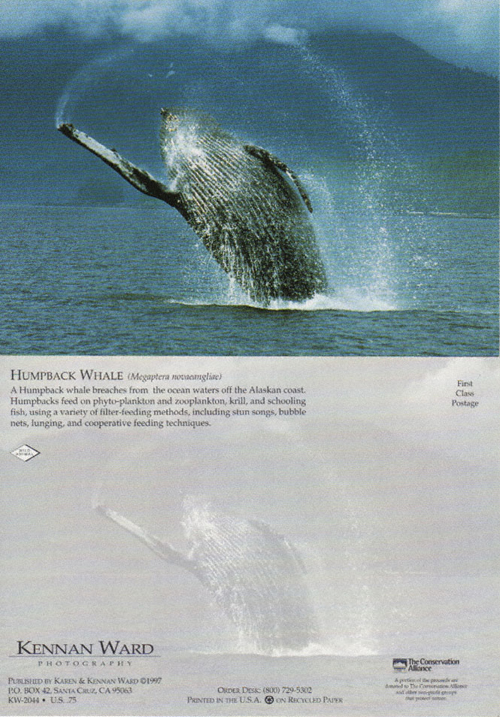 HUMPBACK WHALE (Megaptera novaeangliae)
A Humpback whale breaches from the ocean waters off the Alaskan coast.
Humpbacks feed on phyto-plankton and zooplankton, krill, and schooling
fish, using a variety of filter-feeding methods, including stun songs, bubble
nets, lunging, and cooperative feeding techniques.
First
Class
Postage
WILD
ANIMAL
KENNAN WARD
PHOTOGRAPHY
PUBLISHED BY KAREN & KENNAN WARD ©1997
P.O. BOX 42, SANTA CRUZ, CA 95063
KW-2044 • U.S. .75
ORDER DESK: (800) 729-5302
PRINTED IN THE U.S.A. ON RECYCLED PAPER
The Conservation
Alliance
A portion of the proceeds are
donated to The Conservation Alliance
and other non-profit groups
that protect nature.